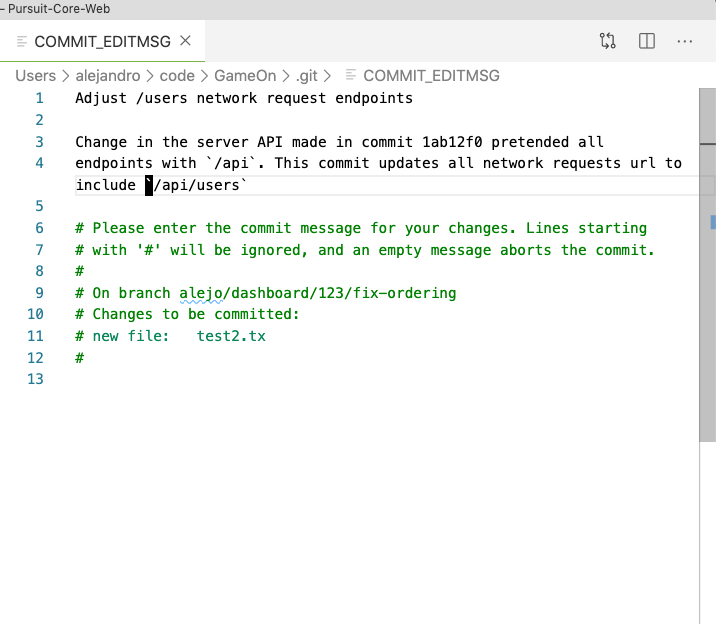 – Pursuit-Core-Web
COMMIT_EDITMSG ×
Users > alejandro > code > GameOn > .git > COMMIT_EDITMSG
1 Adjust /users network request endpoints
2
3 Change in the server API made in commit 1ab12f0 pretended all
4 endpoints with `/api`. This commit updates all network requests url to
include `/api/users`
5
6 # Please enter the commit message for your changes. Lines starting
7 # with '#' will be ignored, and an empty message aborts the commit.
8 #
9 # On branch alejo/dashboard/123/fix-ordering
10 # Changes to be committed:
11 # new file:   test2.tx
12 #
13